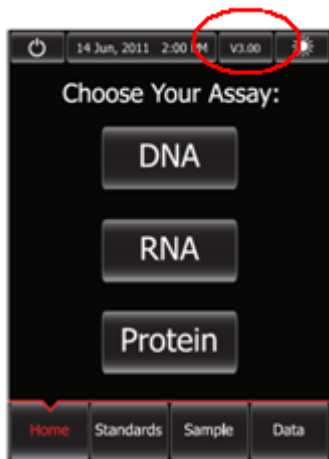 14 Jun, 2011 2:00 PM V3.00
Choose Your Assay:
DNA
RNA
Protein
Home Standards Sample Data